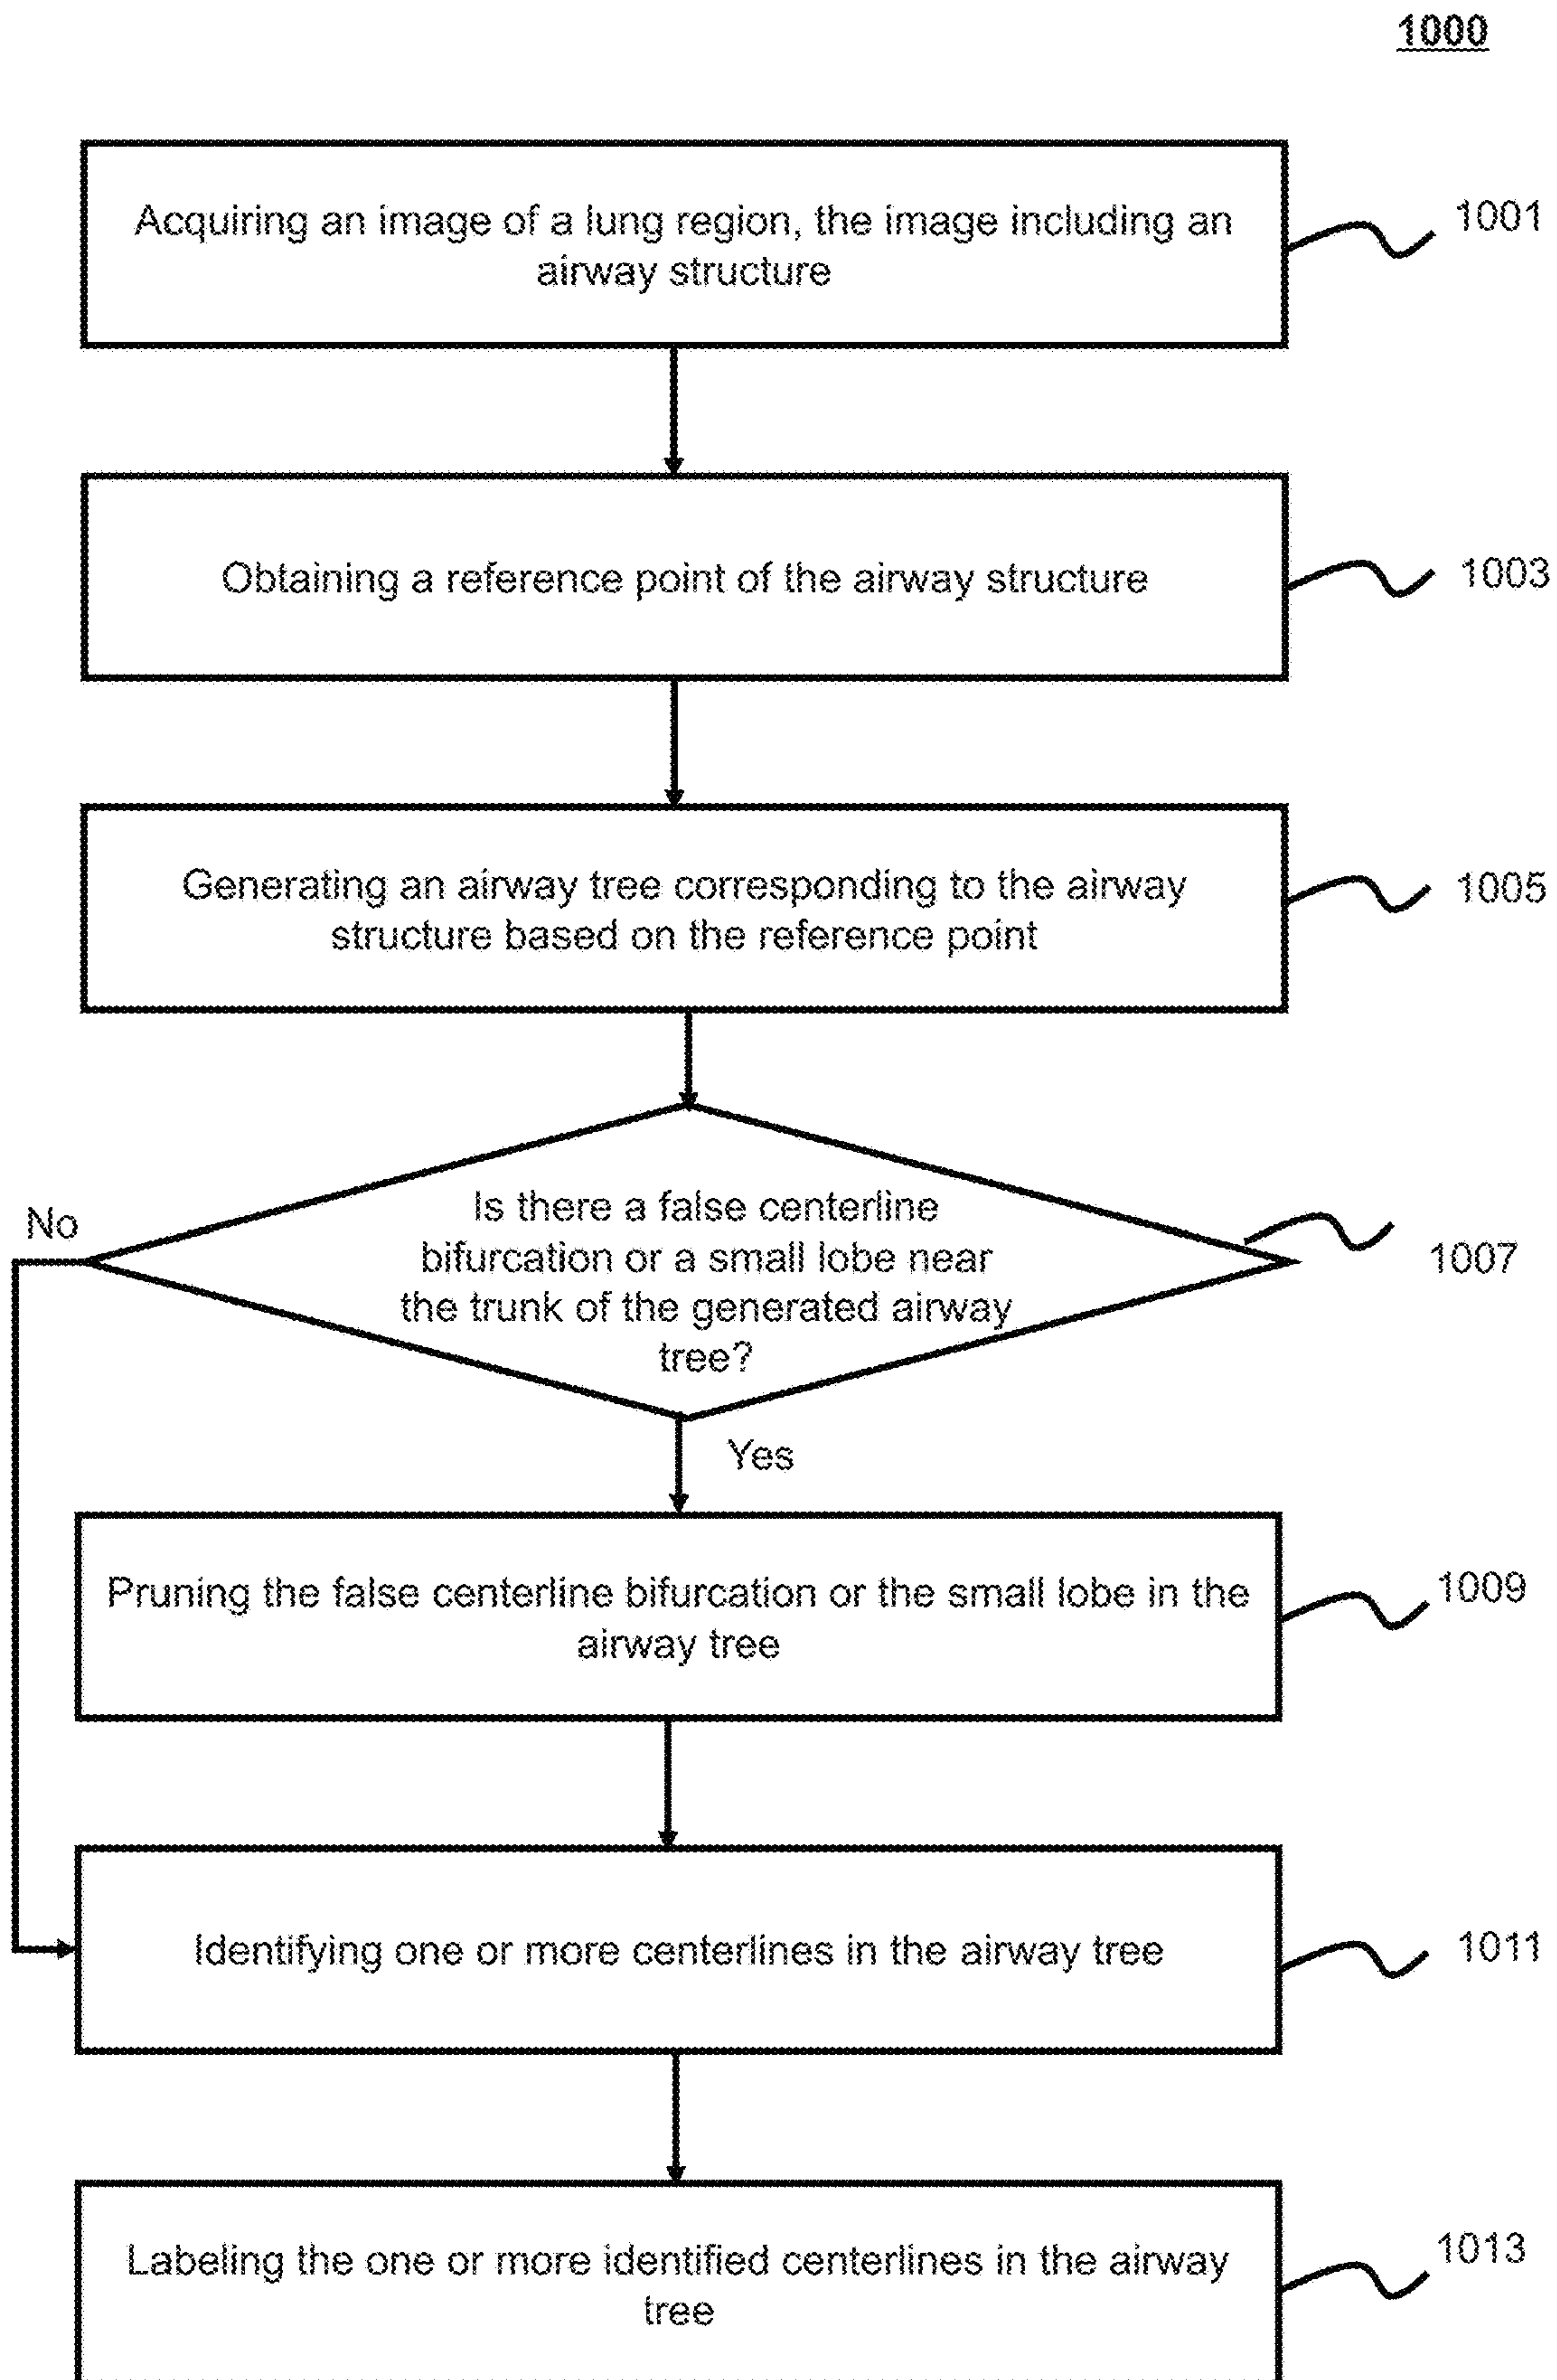 1000
Acquiring an image of a lung region, the image including an
airway structure
1001
Obtaining a reference point of the airway structure
1003
Generating an airway tree corresponding to the airway
structure based on the reference point
1005
No
Is there a false centerline
bifurcation or a small lobe near
the trunk of the generated airway
tree?
1007
Yes
Pruning the false centerline bifurcation or the small lobe in the
airway tree
1009
Identifying one or more centerlines in the airway tree
1011
Labeling the one or more identified centerlines in the airway
tree
1013